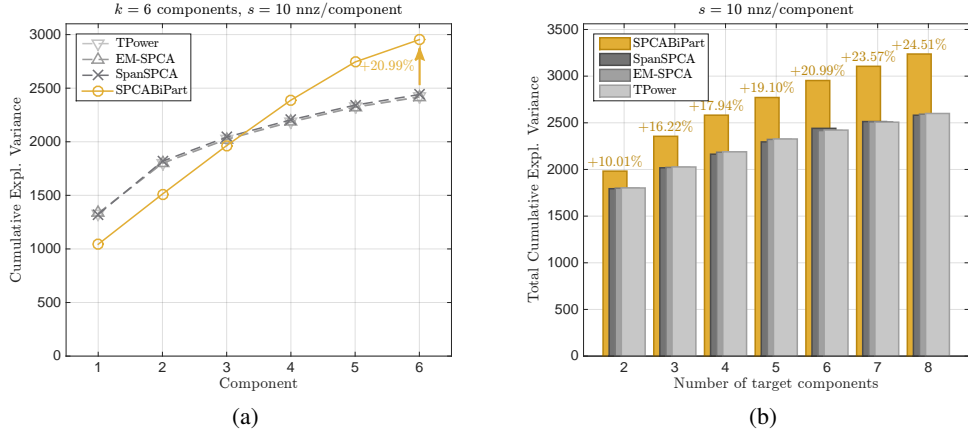 k = 6 components, s = 10 nnz/component
3000
2500
2000
1500
1000
500
0
Cumulative Expl. Variance
TPower
EM-SPCA
SpanSPCA
SPCABiPart
+20.99%
1 2 3 4 5 6
Component
(a)
s = 10 nnz/component
3500
3000
2500
2000
1500
1000
500
0
Total Cumulative Expl. Variance
SPCABiPart
SpanSPCA
EM-SPCA
TPower
+10.01%
+16.22%
+17.94%
+19.10%
+20.99%
+23.57%
+24.51%
2 3 4 5 6 7 8
Number of target components
(b)